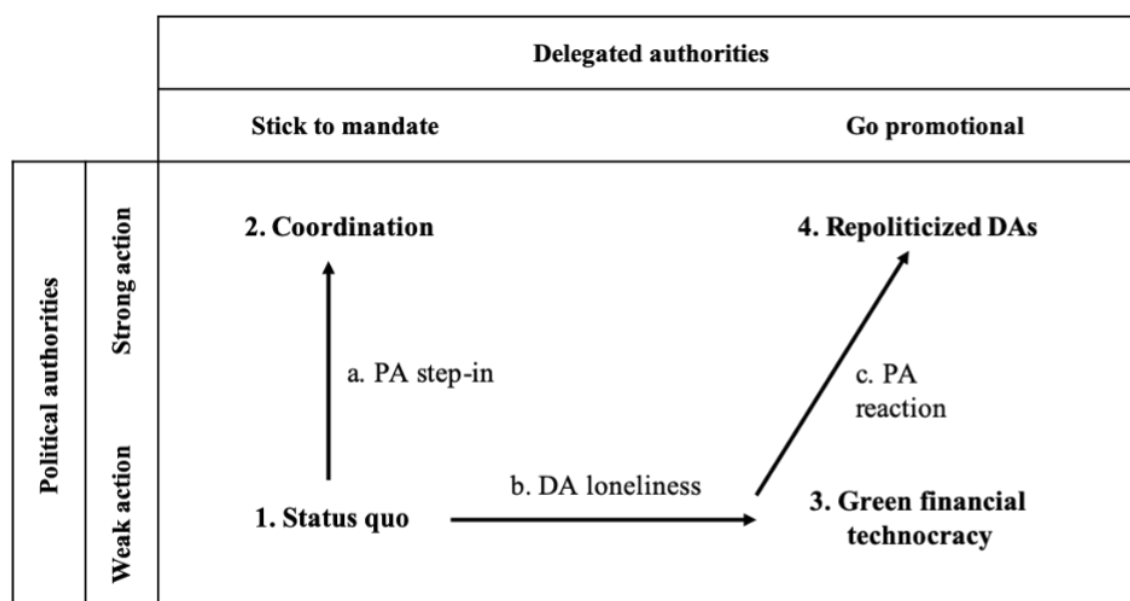 Delegated authorities
Stick to mandate
Go promotional
Political authorities
Strong action
Weak action
2. Coordination
4. Repoliticized DAs
a. PA step-in
c. PA
reaction
b. DA loneliness
1. Status quo
3. Green financial
technocracy